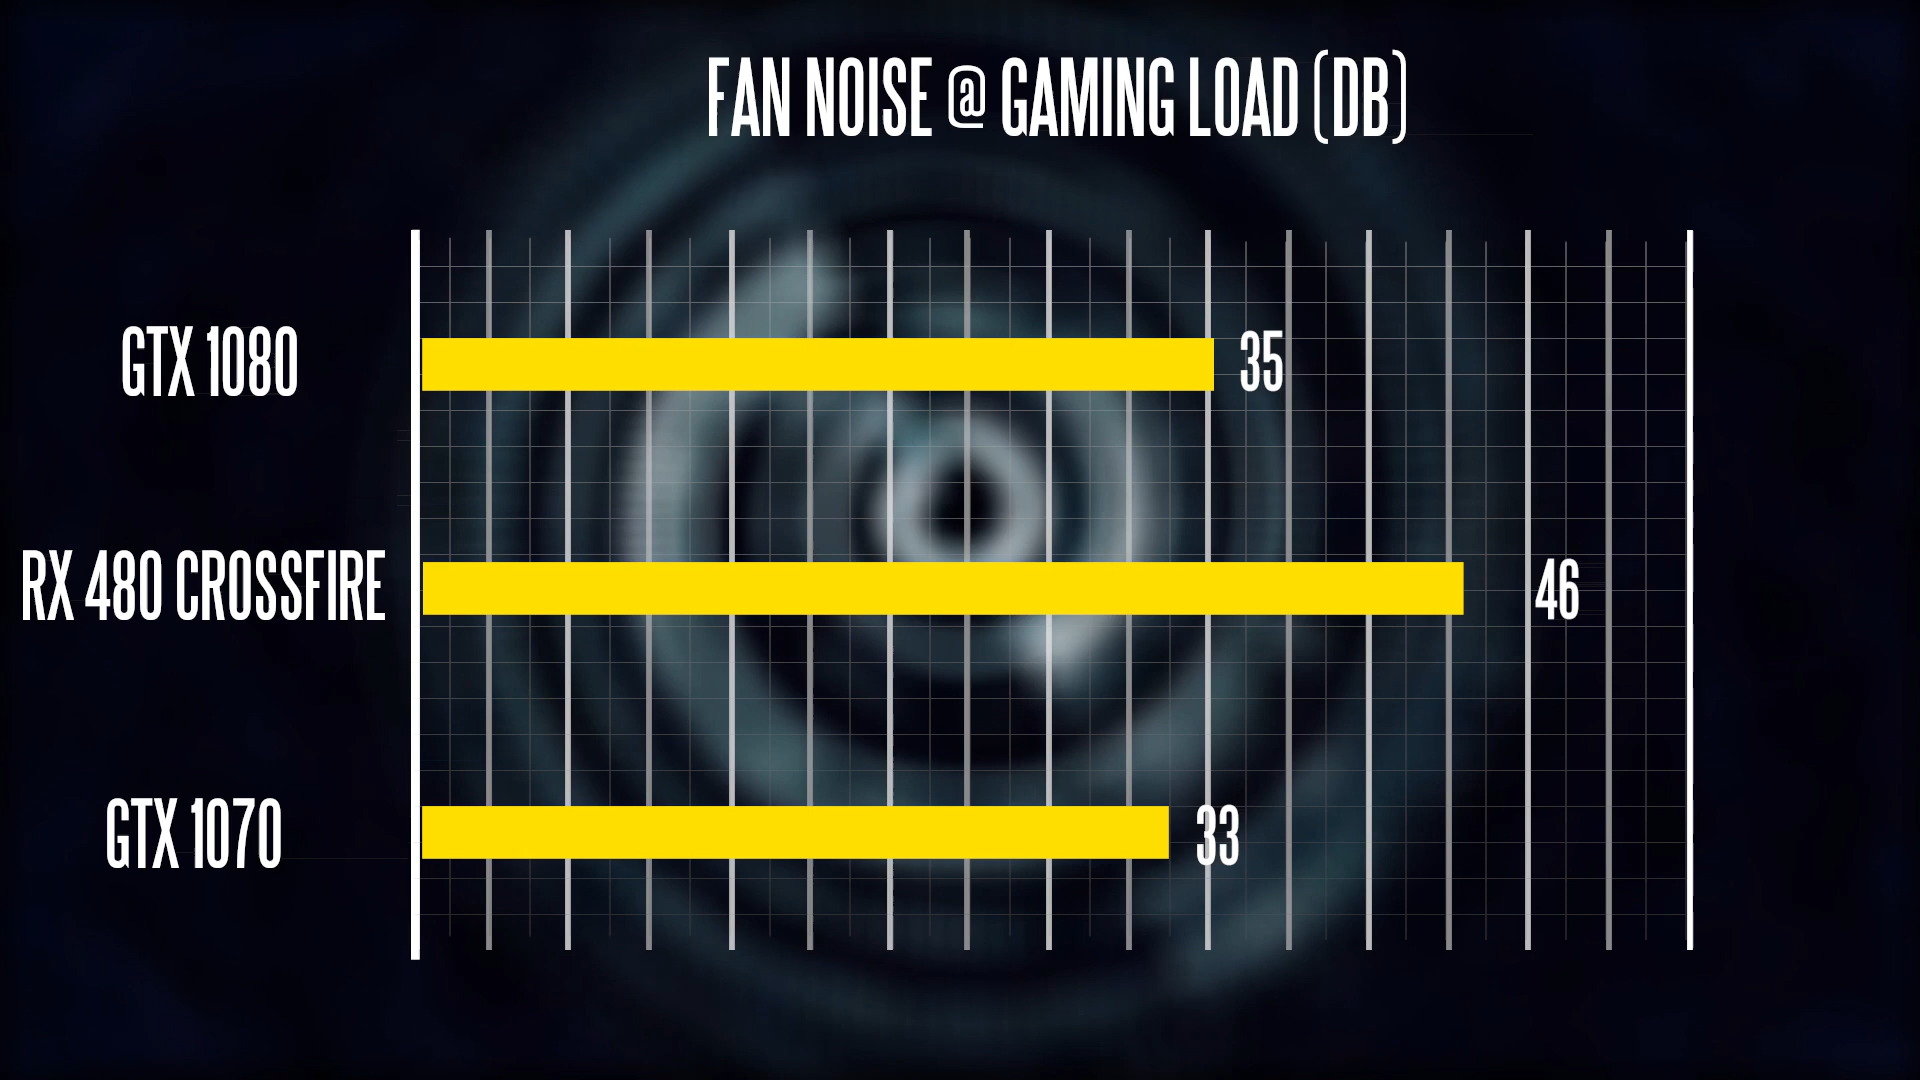 FAN NOISE @ GAMING LOAD (DB)
GTX 1080
35
RX 480 CROSSFIRE
46
GTX 1070
33